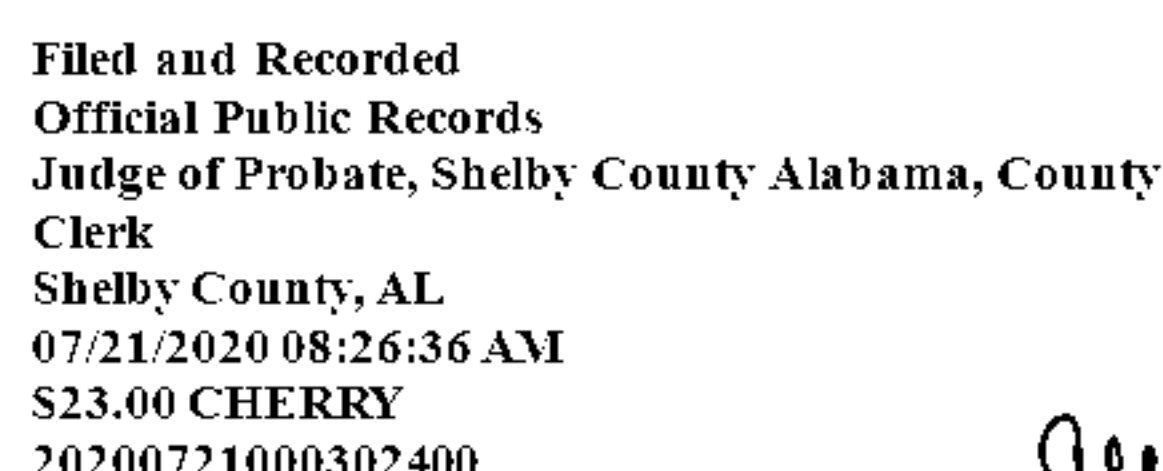 Filed and Recorded
Official Public Records
Judge of Probate, Shelby County Alabama, County
Clerk
Shelby County, AL
07/21/2020 08:26:36 AM
S23.00 CHERRY
20200721000302400